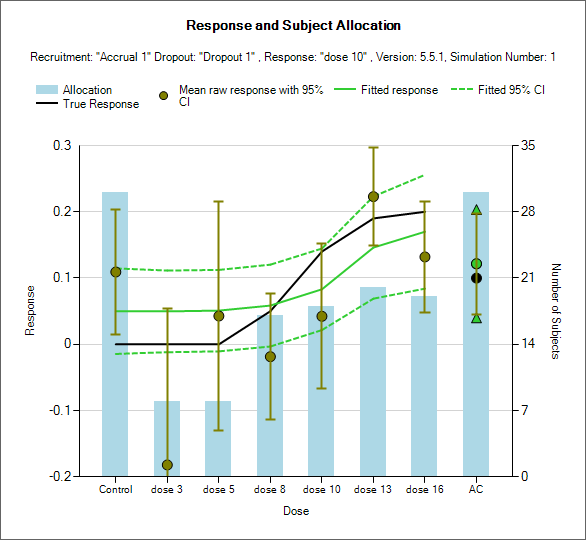 Response and Subject Allocation
Recruitment: "Accrual 1" Dropout: "Dropout 1" , Response: "dose 10" , Version: 5.5.1, Simulation Number: 1
Allocation
Mean raw response with 95%
CI
Fitted response
Fitted 95% CI
True Response
0.3
0.2
0.1
0
-0.1
-0.2
Response
35
28
21
14
7
0
Number of Subjects
Control
dose 3
dose 5
dose 8
dose 10
dose 13
dose 16
AC
Dose